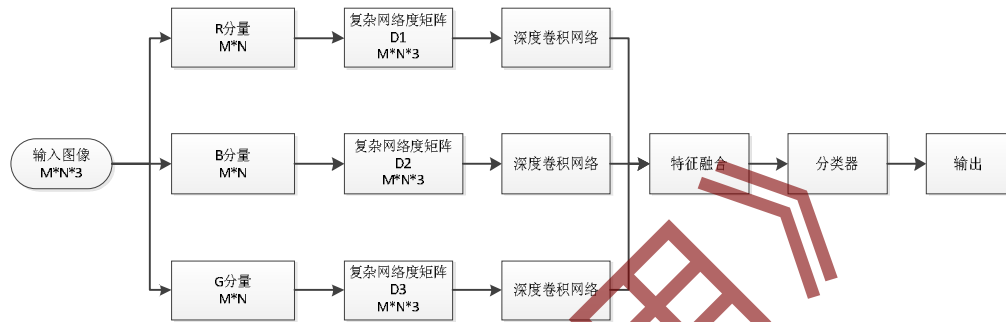 R分量
M*N
复杂网络度矩阵
D1
M*N*3
深度卷积网络
输入图像
M*N*3
B分量
M*N
复杂网络度矩阵
D2
M*N*3
深度卷积网络
特征融合
分类器
输出
G分量
M*N
复杂网络度矩阵
D3
M*N*3
深度卷积网络